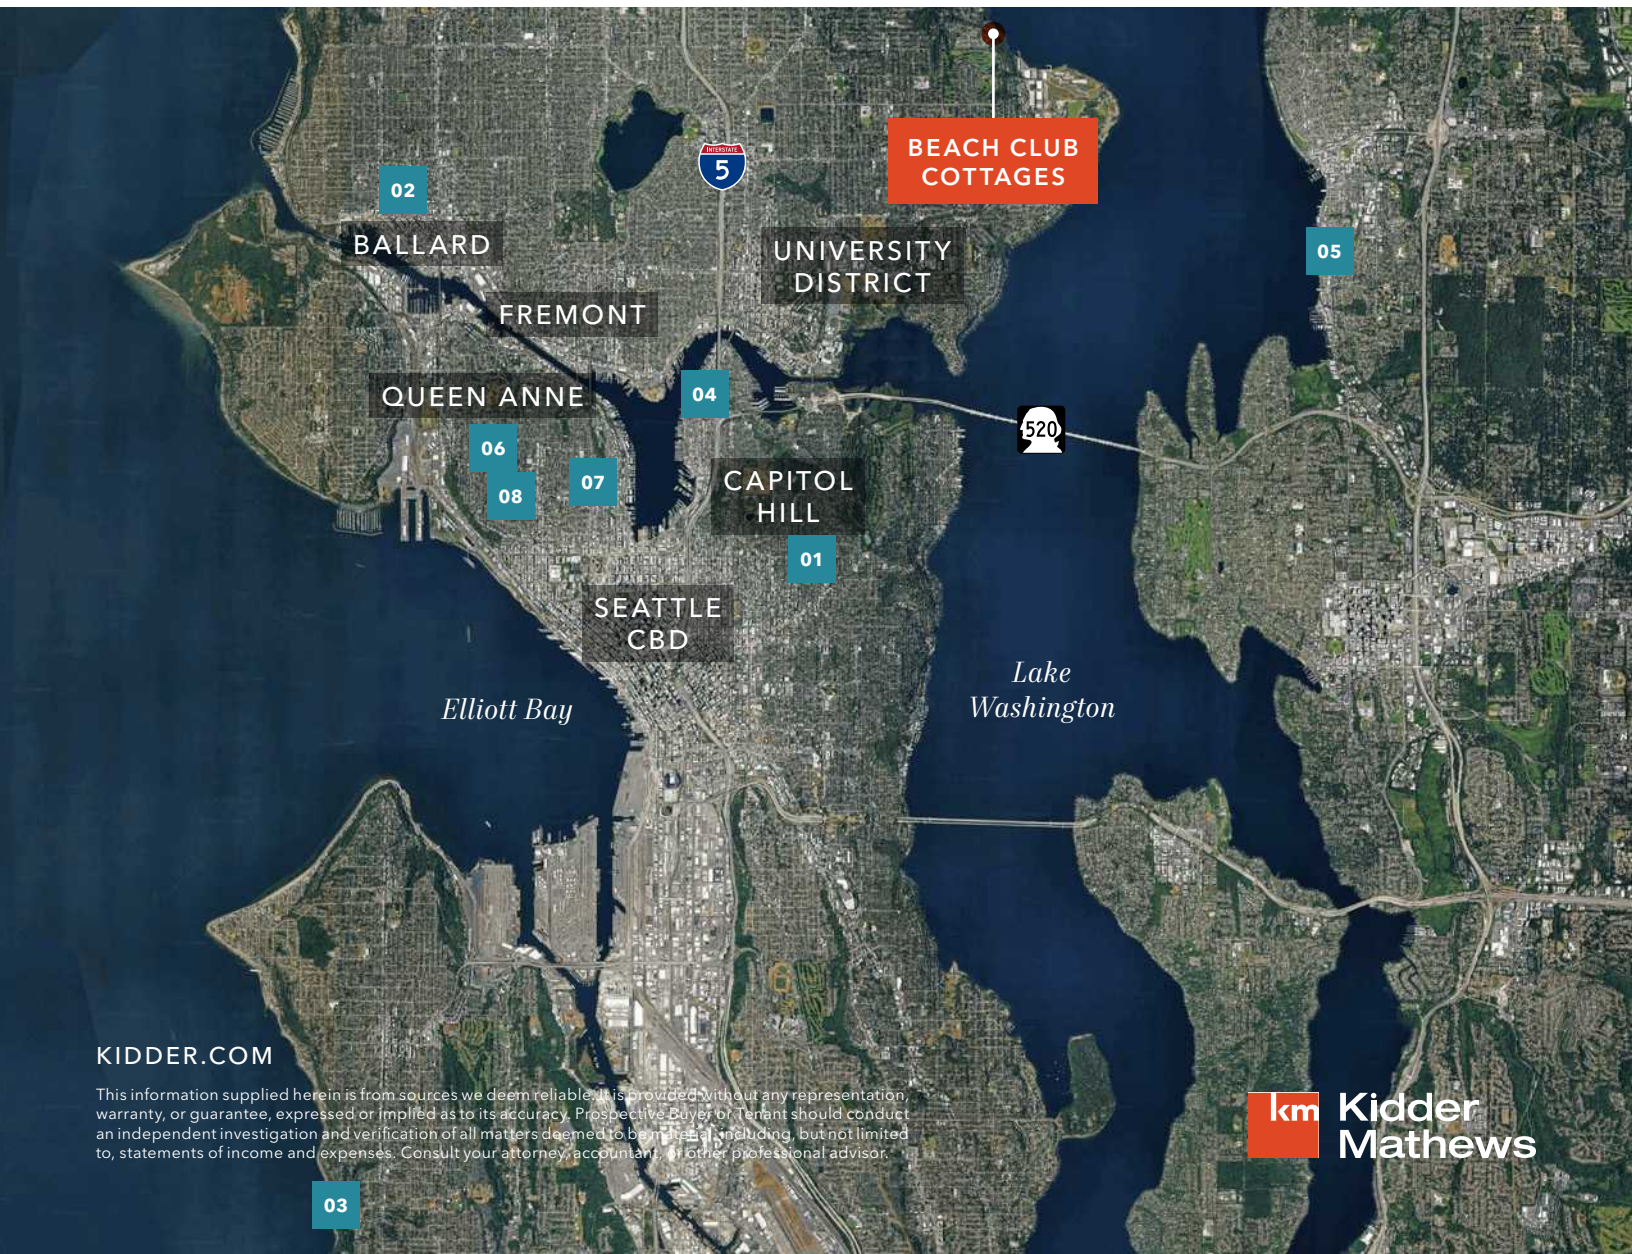 BEACH CLUB
COTTAGES
INTERSTATE
5
02
BALLARD
UNIVERSITY
DISTRICT
05
FREMONT
QUEEN ANNE
04
520
06
08
07
CAPITOL
HILL
01
SEATTLE
CBD
Elliott Bay
Lake
Washington
KIDDER.COM
This information supplied herein is from sources we deem reliable. It is provided without any representation,
warranty, or guarantee, expressed or implied as to its accuracy. Prospective Buyer or Tenant should conduct
an independent investigation and verification of all matters deemed to be material, including, but not limited
to, statements of income and expenses. Consult your attorney, accountant, or other professional advisor.
km Kidder
Mathews
03